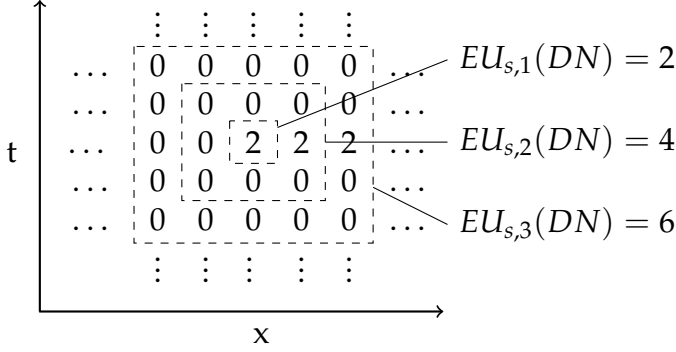 ⋮ ⋮ ⋮ ⋮ ⋮
… 0 0 0 0 0 … EU_{s,1}(DN) = 2
0 0 0 0 0
t … 0 0 2 2 2 … EU_{s,2}(DN) = 4
… 0 0 0 0 0 …
… 0 0 0 0 0 … EU_{s,3}(DN) = 6
⋮ ⋮ ⋮ ⋮ ⋮
x